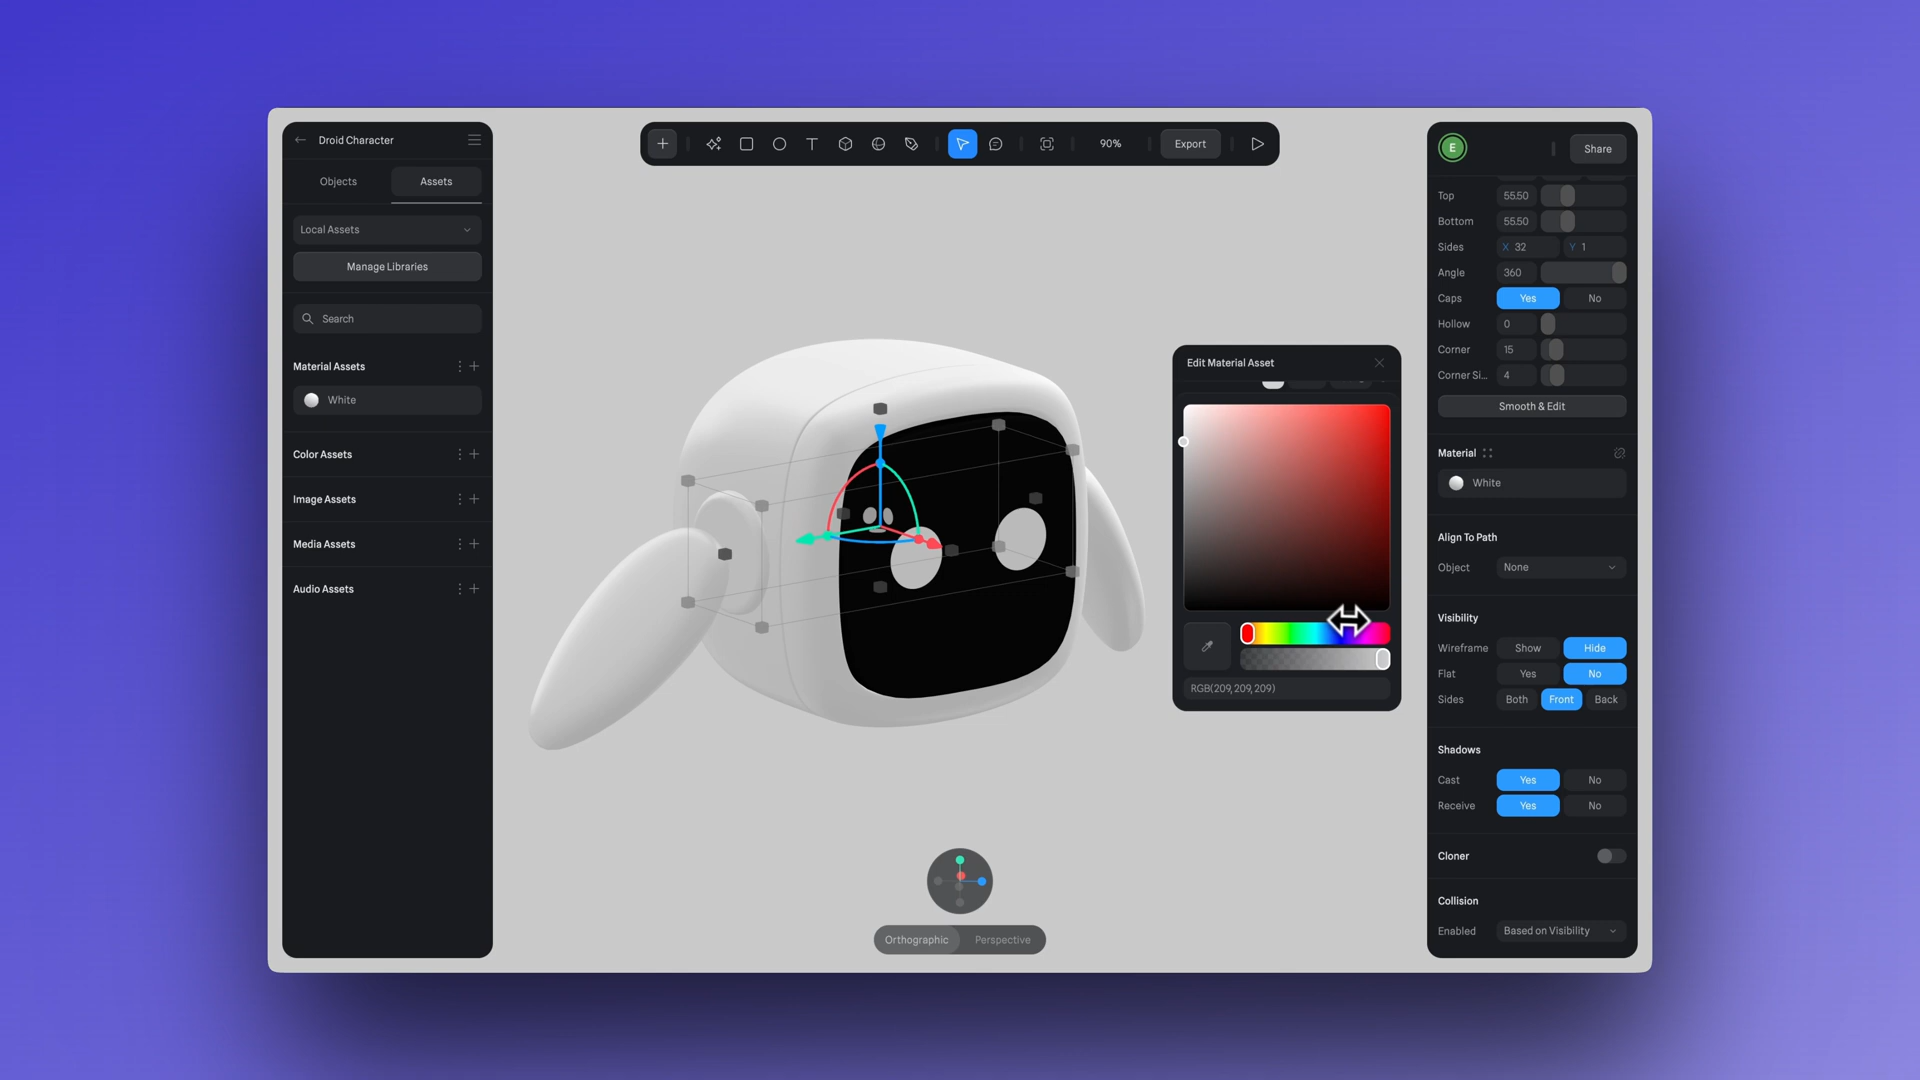 Droid Character
Objects
Assets
Local Assets
Manage Libraries
Search
Material Assets
White
Color Assets
Image Assets
Media Assets
Audio Assets
T
90%
Export
Orthographic
Perspective
Edit Material Asset
RGB(209, 209, 209)
E
Share
Top 55.50
Bottom 55.50
Sides X 32 Y 1
Angle 360
Caps Yes No
Hollow 0
Corner 15
Corner Si... 4
Smooth & Edit
Material
White
Align To Path
Object None
Visibility
Wireframe Show Hide
Flat Yes No
Sides Both Front Back
Shadows
Cast Yes No
Receive Yes No
Cloner
Collision
Enabled Based on Visibility